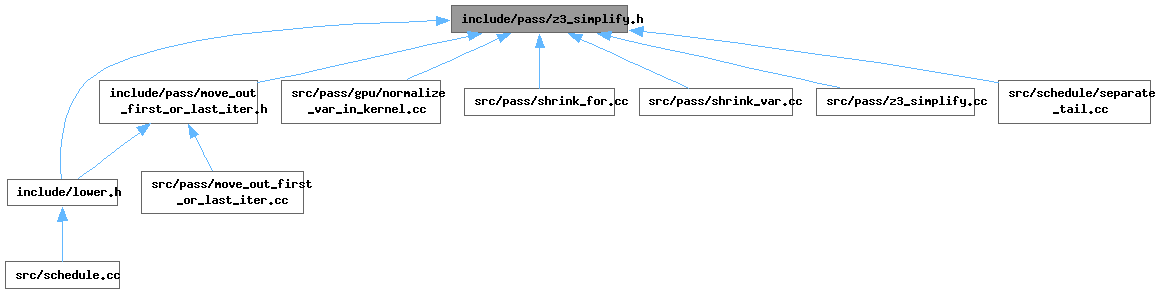 include/pass/z3_simplify.h
include/pass/move_out
_first_or_last_iter.h
src/pass/gpu/normalize
_var_in_kernel.cc
src/pass/shrink_for.cc
src/pass/shrink_var.cc
src/pass/z3_simplify.cc
src/schedule/separate
_tail.cc
include/lower.h
src/pass/move_out_first
_or_last_iter.cc
src/schedule.cc